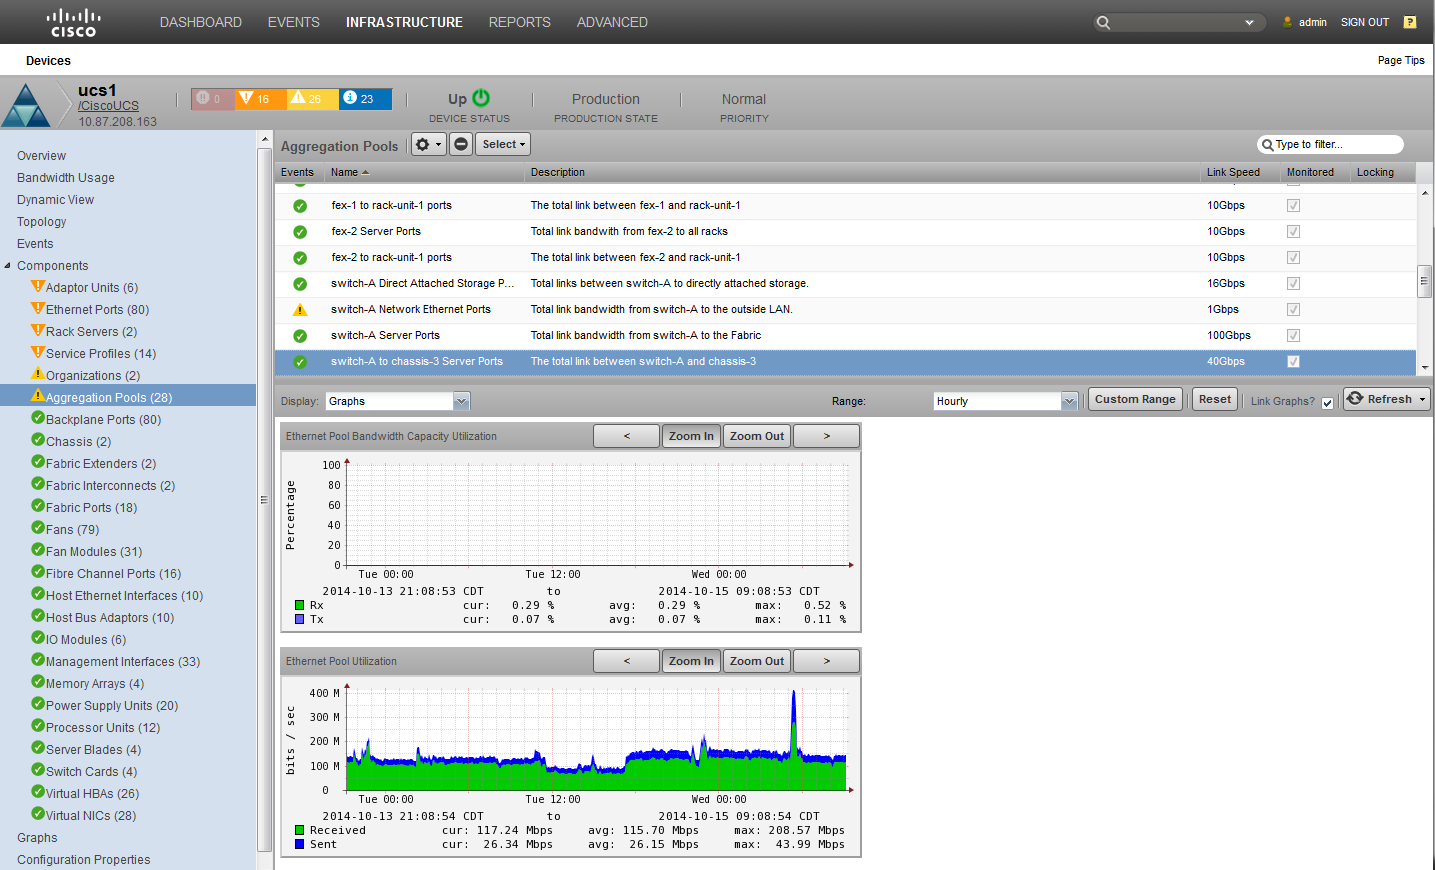 CISCO DASHBOARD EVENTS INFRASTRUCTURE REPORTS ADVANCED admin SIGN OUT ?
Devices Page Tips
ucs1
/CiscoUCS
10.87.208.163
0 16 26 23
Up Production Normal
DEVICE STATUS PRODUCTION STATE PRIORITY
Overview
Bandwidth Usage
Dynamic View
Topology
Events
Components
Adaptor Units (6)
Ethernet Ports (80)
Rack Servers (2)
Service Profiles (14)
Organizations (2)
Aggregation Pools (28)
Backplane Ports (80)
Chassis (2)
Fabric Extenders (2)
Fabric Interconnects (2)
Fabric Ports (18)
Fans (79)
Fan Modules (31)
Fibre Channel Ports (16)
Host Ethernet Interfaces (10)
Host Bus Adaptors (10)
IO Modules (6)
Management Interfaces (33)
Memory Arrays (4)
Power Supply Units (20)
Processor Units (12)
Server Blades (4)
Switch Cards (4)
Virtual HBAs (26)
Virtual NICs (28)
Graphs
Configuration Properties
Aggregation Pools Select Type to filter...
Events Name Description Link Speed Monitored Locking
fex-1 to rack-unit-1 ports The total link between fex-1 and rack-unit-1 10Gbps
fex-2 Server Ports Total link bandwith from fex-2 to all racks 10Gbps
fex-2 to rack-unit-1 ports The total link between fex-2 and rack-unit-1 10Gbps
switch-A Direct Attached Storage P... Total links between switch-A to directly attached storage. 16Gbps
switch-A Network Ethernet Ports Total link bandwidth from switch-A to the outside LAN. 1Gbps
switch-A Server Ports Total link bandwidth from switch-A to the Fabric 100Gbps
switch-A to chassis-3 Server Ports The total link between switch-A and chassis-3 40Gbps
Display: Graphs Range: Hourly Custom Range Reset Link Graphs? Refresh
Ethernet Pool Bandwidth Capacity Utilization < Zoom In Zoom Out >
Percentage
100
80
60
40
20
0
Tue 00:00 Tue 12:00 Wed 00:00
2014-10-13 21:08:53 CDT to 2014-10-15 09:08:53 CDT
Rx cur: 0.29 % avg: 0.29 % max: 0.52 %
Tx cur: 0.07 % avg: 0.07 % max: 0.11 %
Ethernet Pool Utilization < Zoom In Zoom Out >
bits / sec
400 M
300 M
200 M
100 M
0
Tue 00:00 Tue 12:00 Wed 00:00
2014-10-13 21:08:54 CDT to 2014-10-15 09:08:54 CDT
Received cur: 117.24 Mbps avg: 115.70 Mbps max: 208.57 Mbps
Sent cur: 26.34 Mbps avg: 26.15 Mbps max: 43.99 Mbps